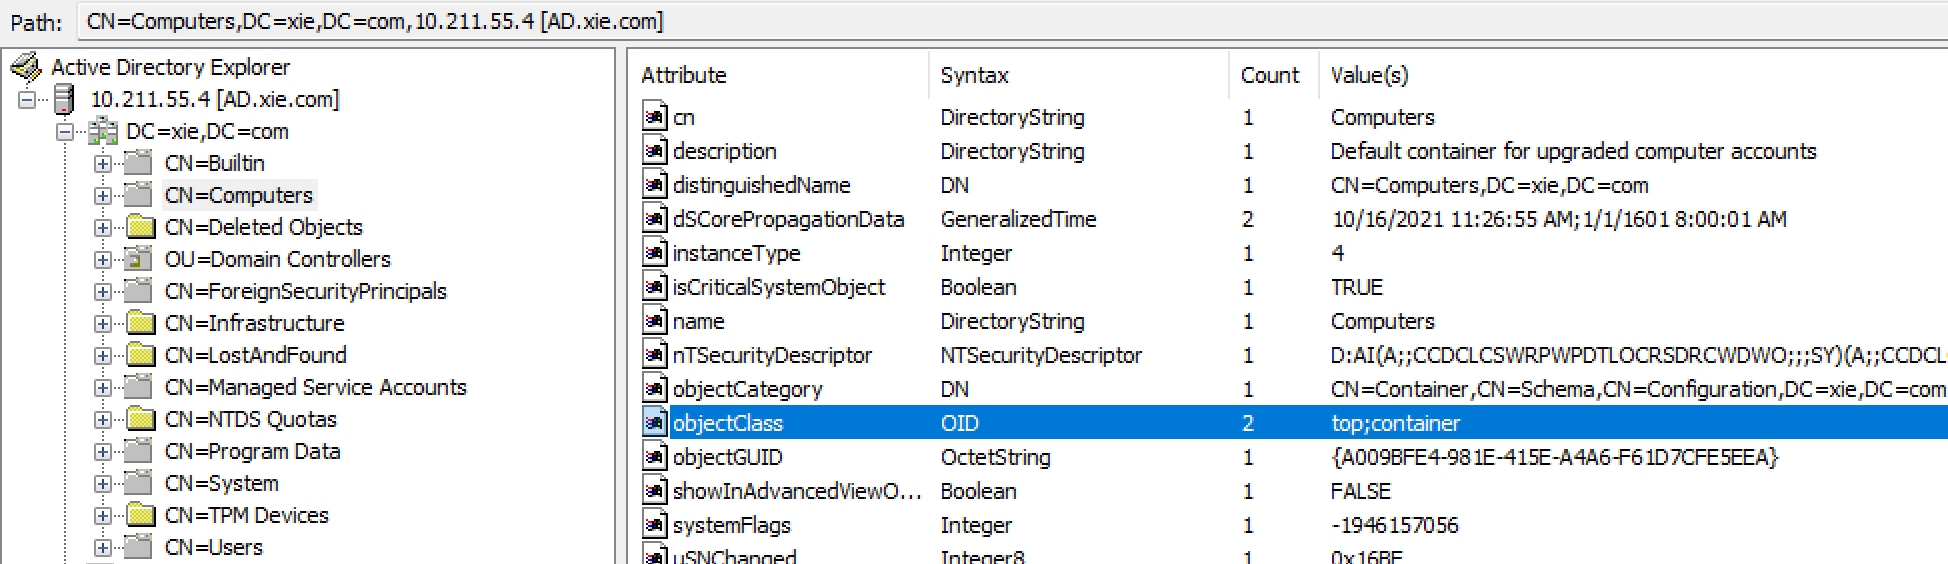 Path: CN=Computers,DC=xie,DC=com,10.211.55.4 [AD.xie.com]
Active Directory Explorer
10.211.55.4 [AD.xie.com]
DC=xie,DC=com
CN=Builtin
CN=Computers
CN=Deleted Objects
OU=Domain Controllers
CN=ForeignSecurityPrincipals
CN=Infrastructure
CN=LostAndFound
CN=Managed Service Accounts
CN=NTDS Quotas
CN=Program Data
CN=System
CN=TPM Devices
CN=Users
Attribute Syntax Count Value(s)
cn DirectoryString 1 Computers
description DirectoryString 1 Default container for upgraded computer accounts
distinguishedName DN 1 CN=Computers,DC=xie,DC=com
dSCorePropagationData GeneralizedTime 2 10/16/2021 11:26:55 AM;1/1/1601 8:00:01 AM
instanceType Integer 1 4
isCriticalSystemObject Boolean 1 TRUE
name DirectoryString 1 Computers
nTSecurityDescriptor NTSecurityDescriptor 1 D:AI(A;;CCDCLCSWRPWPDTLOCRSDRCWDWO;;;SY)(A;;CCDCL
objectCategory DN 1 CN=Container,CN=Schema,CN=Configuration,DC=xie,DC=com
objectClass OID 2 top;container
objectGUID OctetString 1 {A009BFE4-981E-415E-A4A6-F61D7CFE5EEA}
showInAdvancedViewO... Boolean 1 FALSE
systemFlags Integer 1 -1946157056
uSNChanged Integer8 1 0x16BE